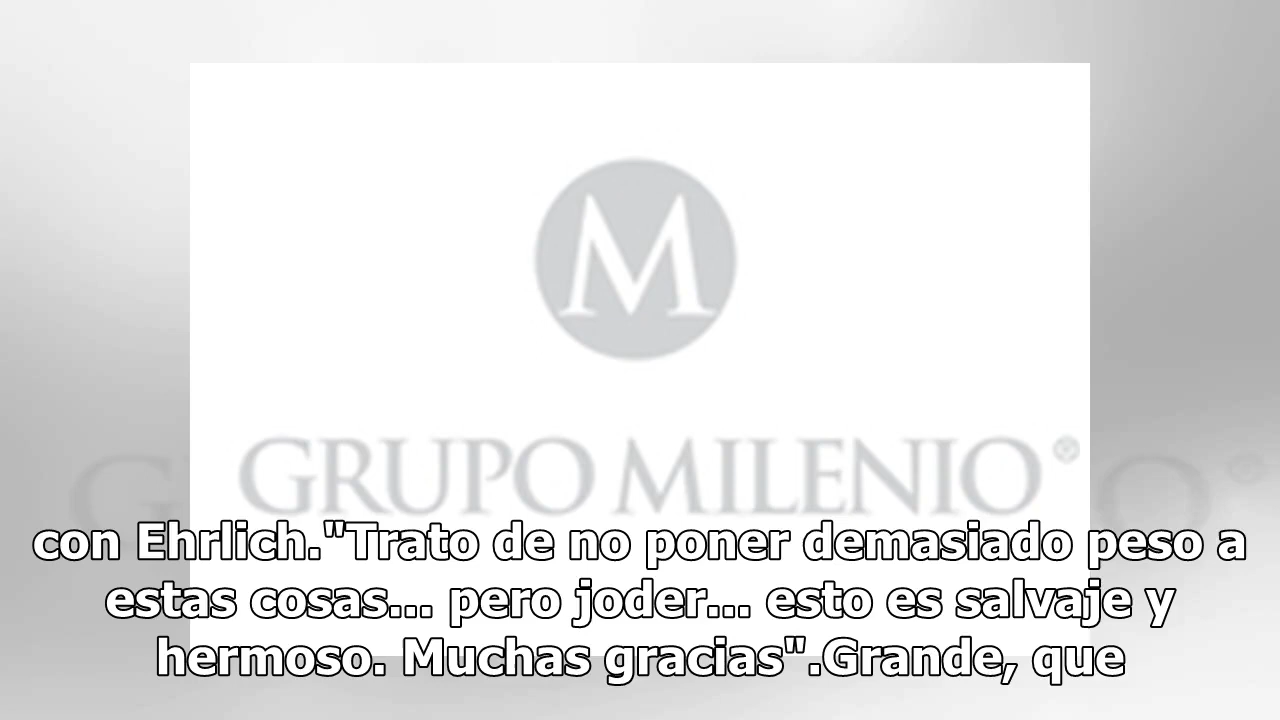 M
GRUPO MILENIO®
con Ehrlich."Trato de no poner demasiado peso a
estas cosas... pero joder... esto es salvaje y
hermoso. Muchas gracias".Grande, que